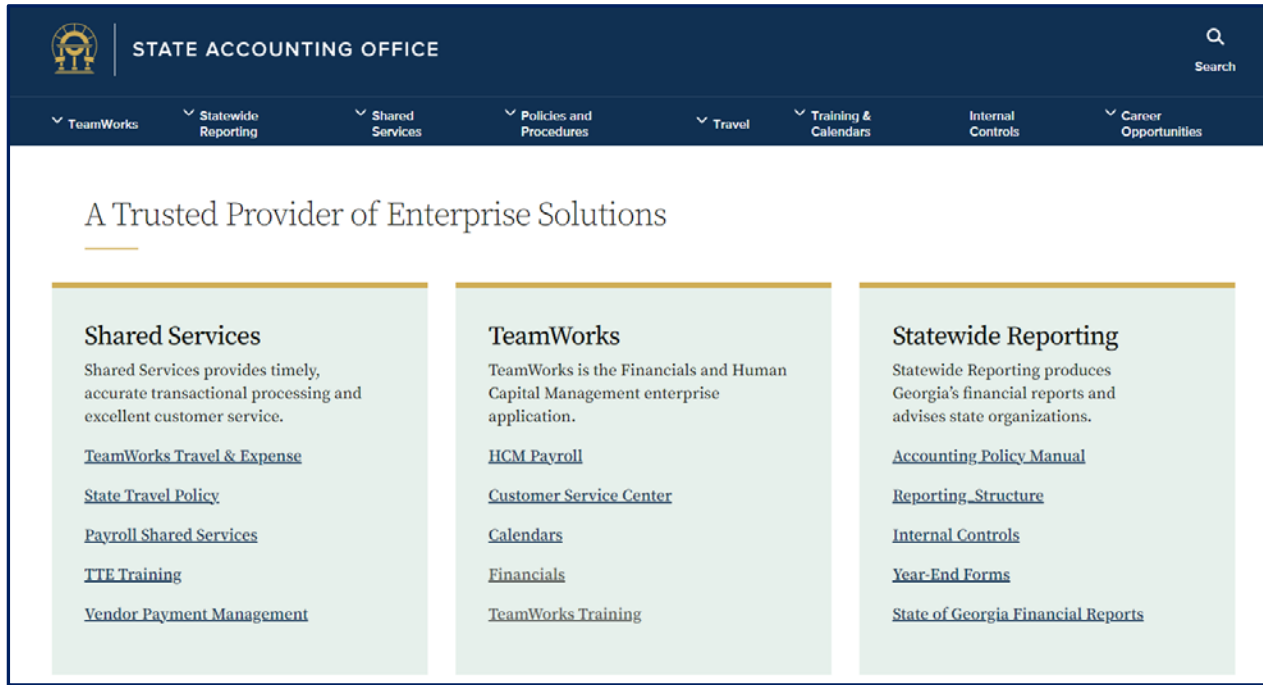 STATE ACCOUNTING OFFICE
Search
TeamWorks
Statewide
Reporting
Shared
Services
Policies and
Procedures
Travel
Training &
Calendars
Internal
Controls
Career
Opportunities
A Trusted Provider of Enterprise Solutions
Shared Services
Shared Services provides timely,
accurate transactional processing and
excellent customer service.
TeamWorks Travel & Expense
State Travel Policy
Payroll Shared Services
TTE Training
Vendor Payment Management
TeamWorks
TeamWorks is the Financials and Human
Capital Management enterprise
application.
HCM Payroll
Customer Service Center
Calendars
Financials
TeamWorks Training
Statewide Reporting
Statewide Reporting produces
Georgia’s financial reports and
advises state organizations.
Accounting Policy Manual
Reporting_Structure
Internal Controls
Year-End Forms
State of Georgia Financial Reports